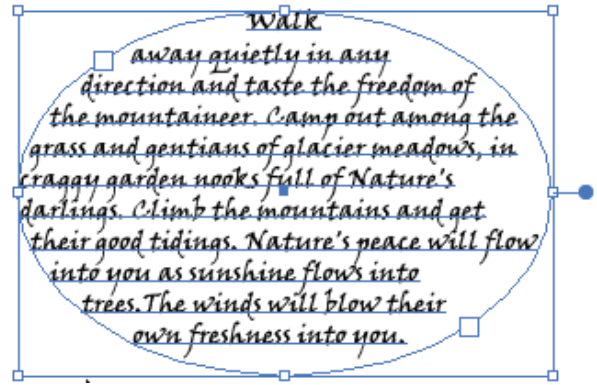 Walk
away quietly in any
direction and taste the freedom of
the mountaineer. Camp out among the
grass and gentians of glacier meadows, in
craggy garden nooks full of Nature's
darlings. Climb the mountains and get
their good tidings. Nature's peace will flow
into you as sunshine flows into
trees.The winds will blow their
own freshness into you.